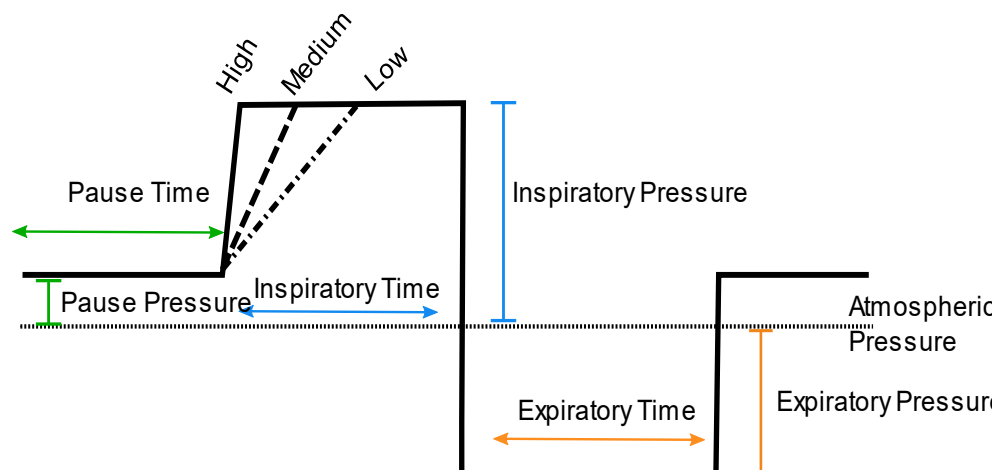 High
Medium
Low
Pause Time
Inspiratory Pressure
Inspiratory Time
Pause Pressure
Atmospheric
Pressure
Expiratory Pressure
Expiratory Time